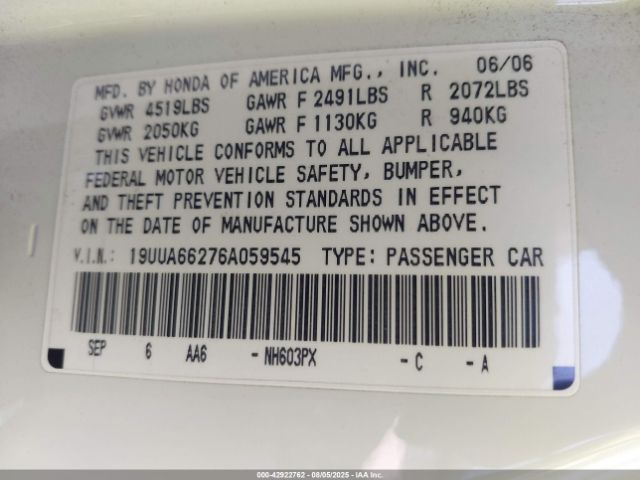 MFD. BY HONDA OF AMERICA MFG., INC. 06/06
GVWR 4519LBS GAWR F 2491LBS R 2072LBS
GVWR 2050KG GAWR F 1130KG R 940KG
THIS VEHICLE CONFORMS TO ALL APPLICABLE
FEDERAL MOTOR VEHICLE SAFETY, BUMPER,
AND THEFT PREVENTION STANDARDS IN EFFECT
ON THE DATE OF MANUFACTURE SHOWN ABOVE.
V.I.N.: 19UUA66276A059545 TYPE: PASSENGER CAR
SEP 6 AA6 - NH603PX - C - A
000-42922762 - 08/05/2025 - IAA Inc.